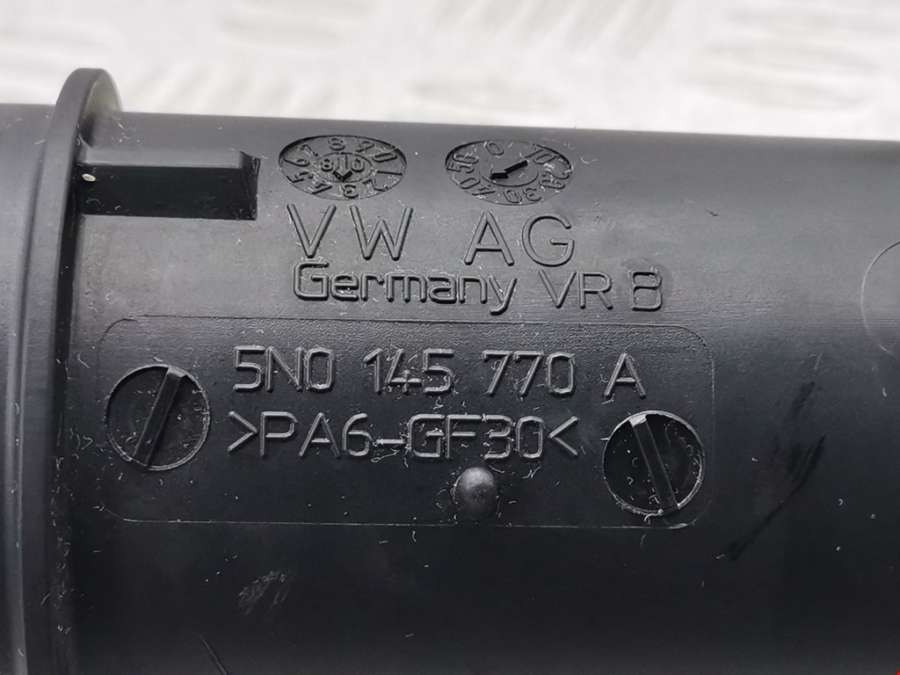 VW AG
Germany VR B
5N0 145 770 A
>PA6-GF30<